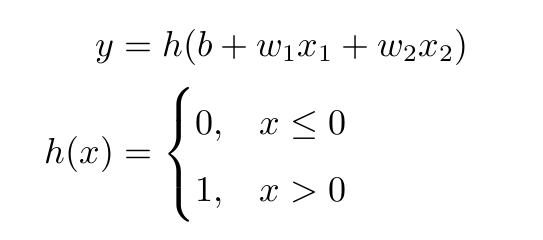 y = h(b + w₁x₁ + w₂x₂)
h(x) = {
0, x ≤ 0
1, x > 0